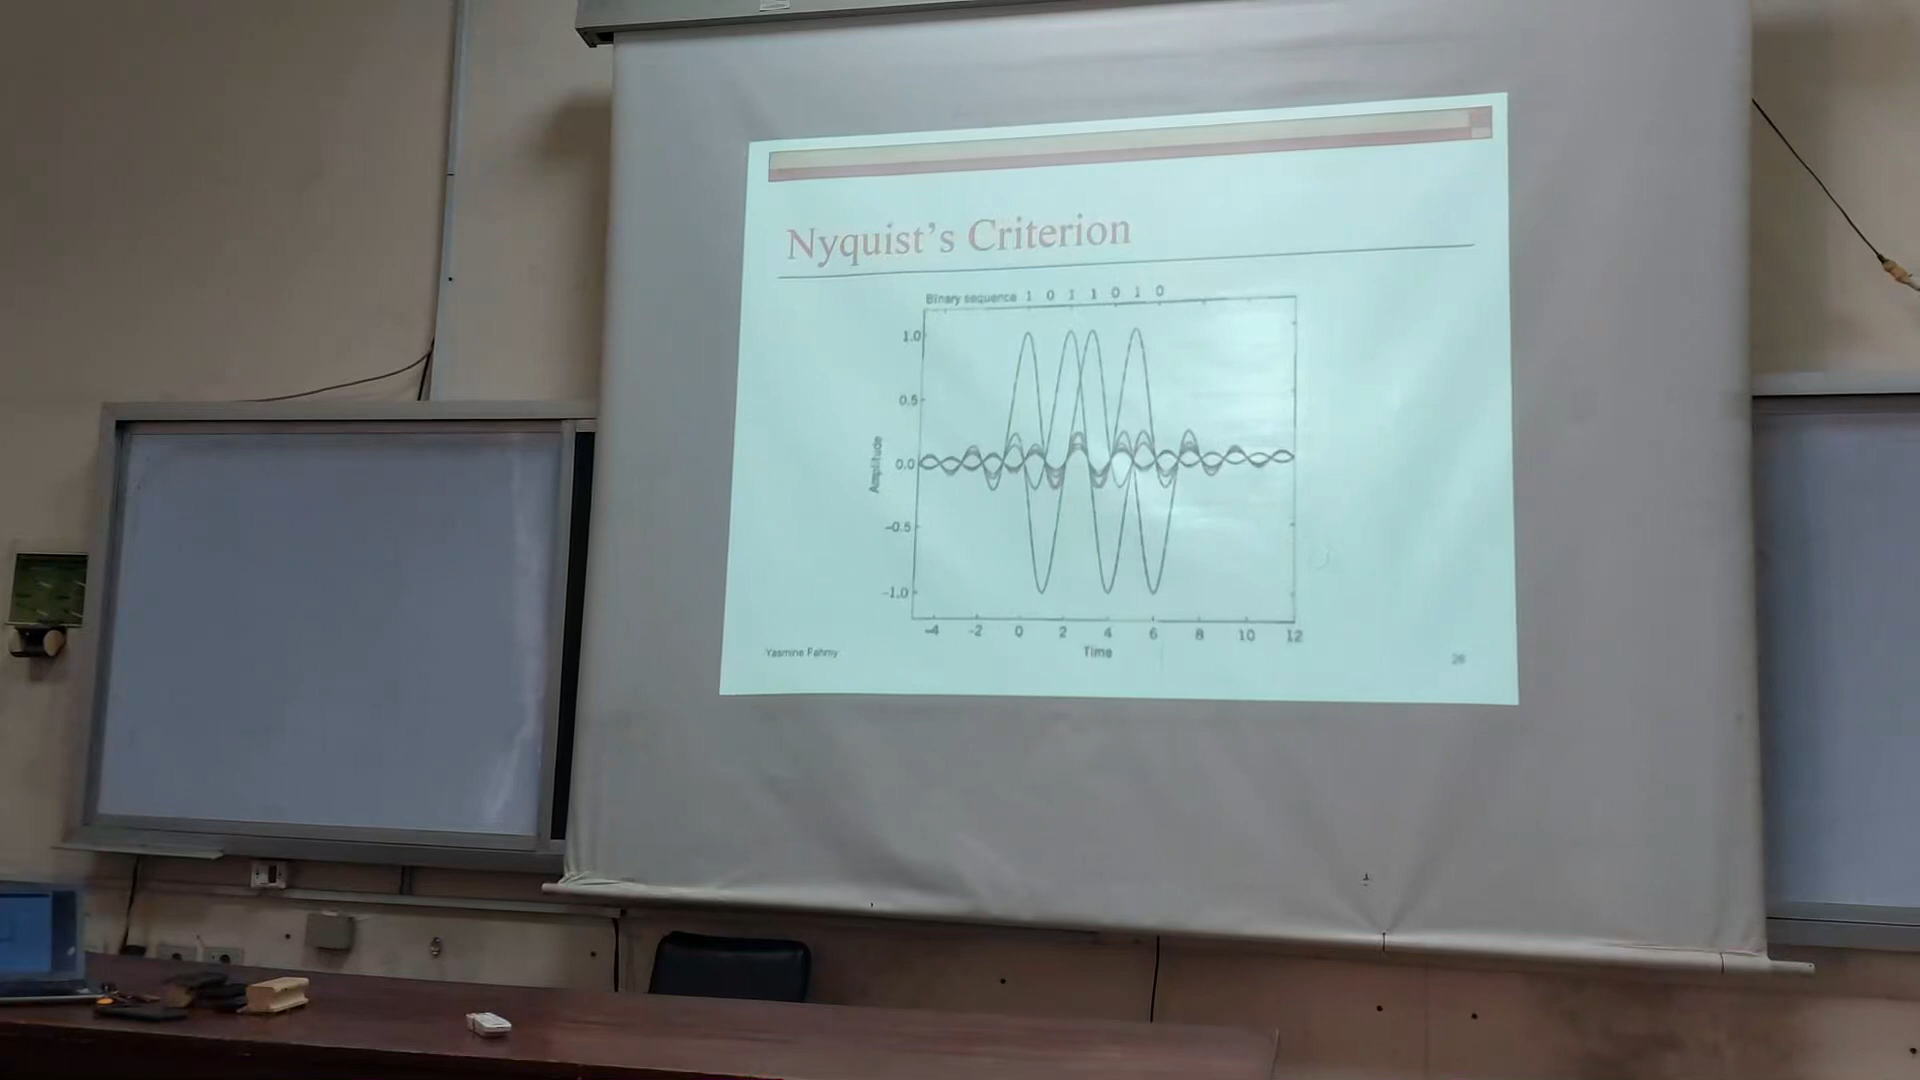 Nyquist's Criterion
Binary sequence 1 0 1 1 0 1 0
1.0
0.5
0.0
-0.5
-1.0
Amplitude
-4 -2 0 2 4 6 8 10 12
Time
Yasmine Fahmy
26